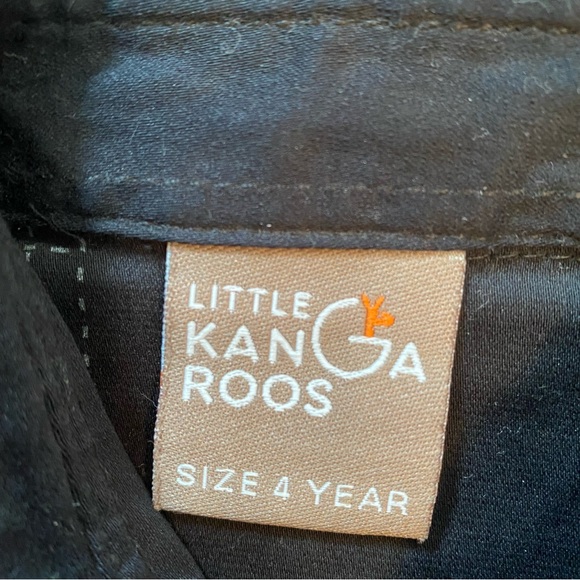 LITTLE
KANGA
ROOS
SIZE 4 YEAR